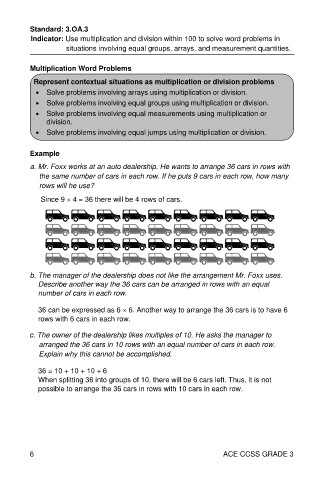 Standard: 3.OA.3
Indicator: Use multiplication and division within 100 to solve word problems in
situations involving equal groups, arrays, and measurement quantities.
Multiplication Word Problems
Represent contextual situations as multiplication or division problems
• Solve problems involving arrays using multiplication or division.
• Solve problems involving equal groups using multiplication or division.
• Solve problems involving equal measurements using multiplication or
division.
• Solve problems involving equal jumps using multiplication or division.
Example
a. Mr. Foxx works at an auto dealership. He wants to arrange 36 cars in rows with
the same number of cars in each row. If he puts 9 cars in each row, how many
rows will he use?
Since 9 × 4 = 36 there will be 4 rows of cars.
b. The manager of the dealership does not like the arrangement Mr. Foxx uses.
Describe another way the 36 cars can be arranged in rows with an equal
number of cars in each row.
36 can be expressed as 6 × 6. Another way to arrange the 36 cars is to have 6
rows with 6 cars in each row.
c. The owner of the dealership likes multiples of 10. He asks the manager to
arranged the 36 cars in 10 rows with an equal number of cars in each row.
Explain why this cannot be accomplished.
36 = 10 + 10 + 10 + 6
When splitting 36 into groups of 10, there will be 6 cars left. Thus, it is not
possible to arrange the 36 cars in rows with 10 cars in each row.
6 ACE CCSS GRADE 3